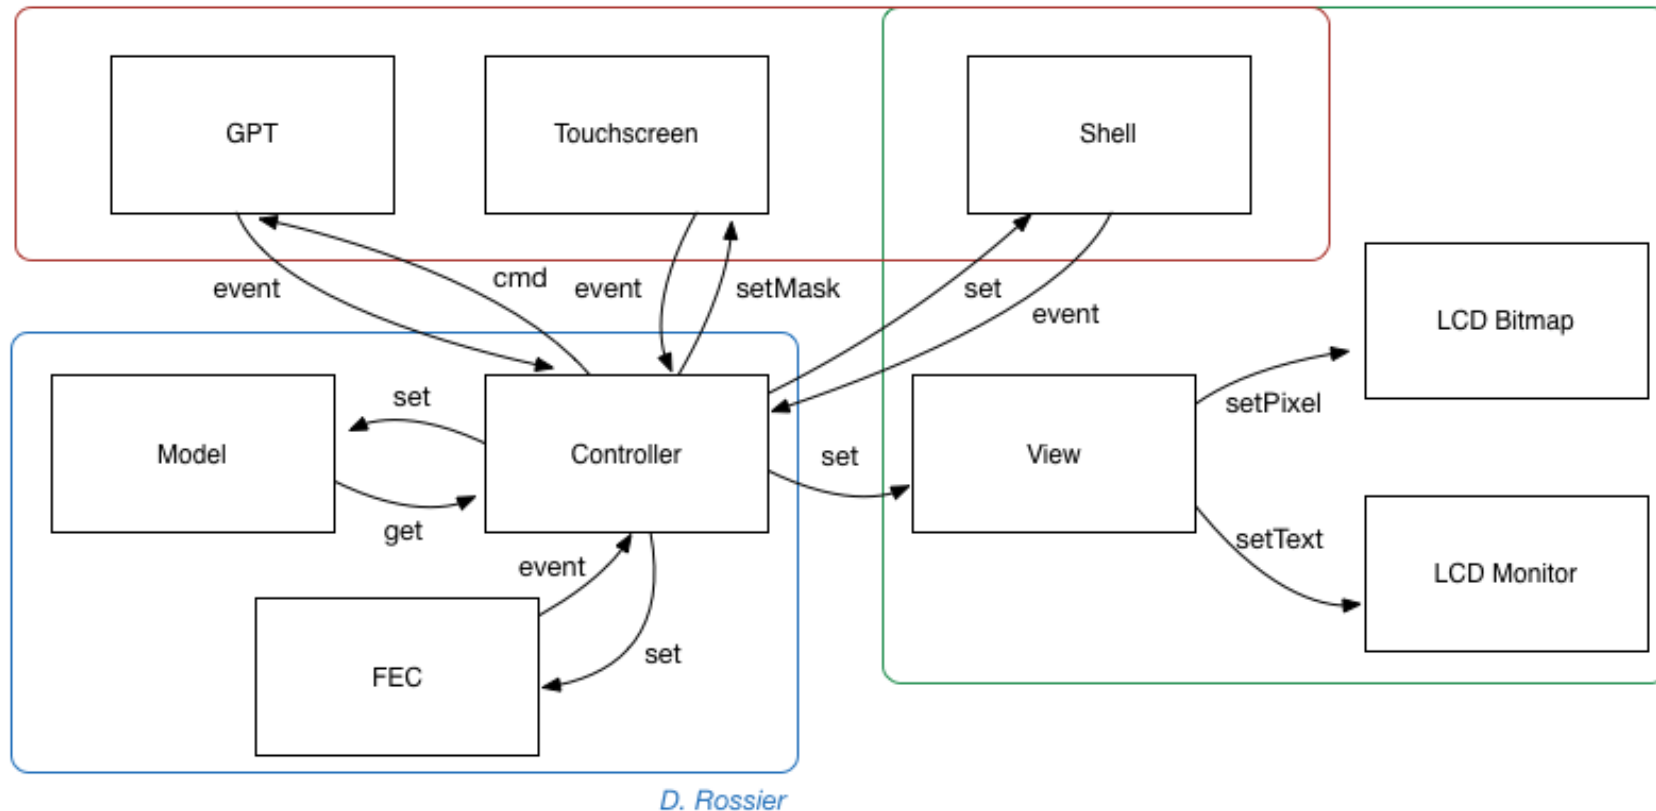 GPT
Touchscreen
Shell
event
cmd
event
setMask
set
event
LCD Bitmap
set
setPixel
Model
Controller
set
View
get
setText
event
LCD Monitor
set
FEC
D. Rossier